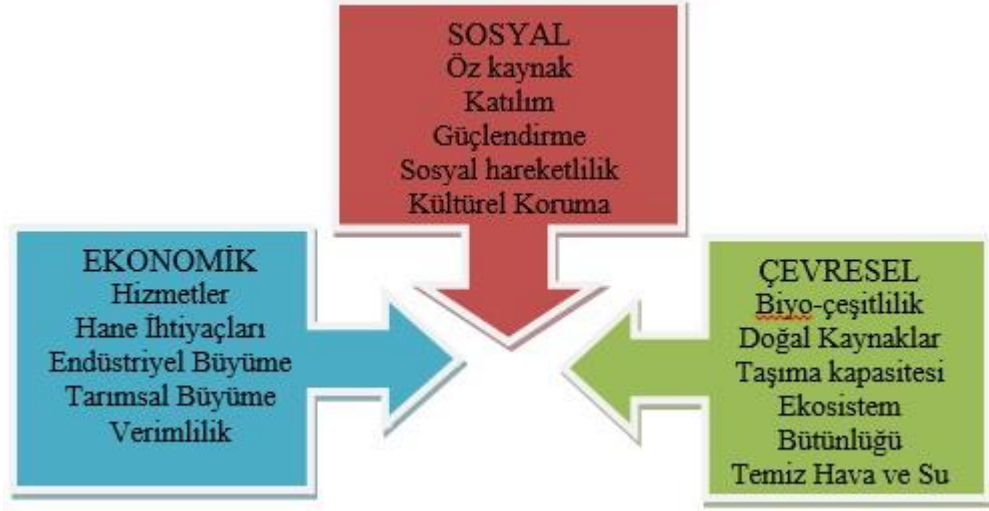 SOSYAL
Öz kaynak
Katılım
Güçlendirme
Sosyal hareketlilik
Kültürel Koruma
EKONOMİK
Hizmetler
Hane İhtiyaçları
Endüstriyel Büyüme
Tarımsal Büyüme
Verimlilik
ÇEVRESEL
Biyo-çeşitlilik
Doğal Kaynaklar
Taşıma kapasitesi
Ekosistem
Bütünlüğü
Temiz Hava ve Su